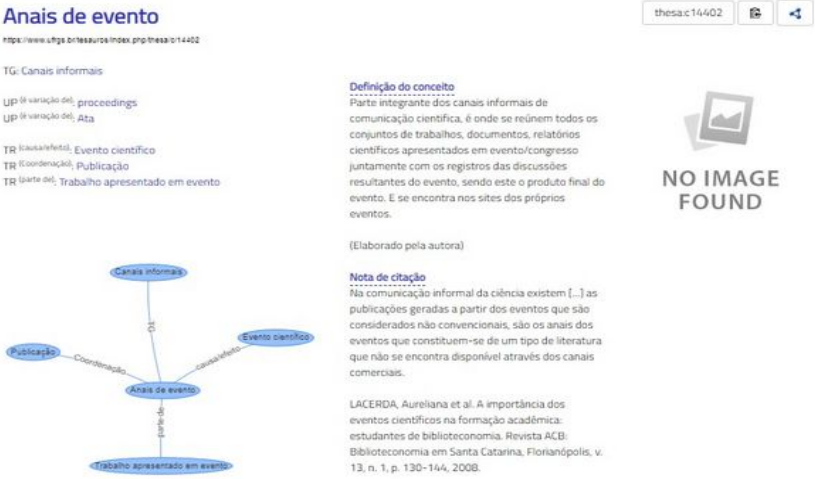 Anais de evento
https://www.ufrgs.br/tesauros/index.php/thesa/c/14402
thesa:c14402
TG: Canais informais
UP (é variação de): proceedings
UP (é variação de): Ata
TR (causa/efeito): Evento científico
TR (Coordenação): Publicação
TR (parte de): Trabalho apresentado em evento
Canais informais
TG
Publicação
Coordenação
Evento científico
causa/efeito
Anais de evento
parte de
Trabalho apresentado em evento
Definição do conceito
Parte integrante dos canais informais de
comunicação cientifica, é onde se reúnem todos os
conjuntos de trabalhos, documentos, relatórios
científicos apresentados em evento/congresso
juntamente com os registros das discussões
resultantes do evento, sendo este o produto final do
evento. E se encontra nos sites dos próprios
eventos.
(Elaborado pela autora)
Nota de citação
Na comunicação informal da ciência existem [...] as
publicações geradas a partir dos eventos que são
considerados não convencionais, são os anais dos
eventos que constituem-se de um tipo de literatura
que não se encontra disponível através dos canais
comerciais.
LACERDA, Aureliana et al. A importância dos
eventos científicos na formação acadêmica:
estudantes de biblioteconomia. Revista ACB:
Biblioteconomia em Santa Catarina, Florianópolis, v.
13, n. 1, p. 130-144, 2008.
NO IMAGE
FOUND